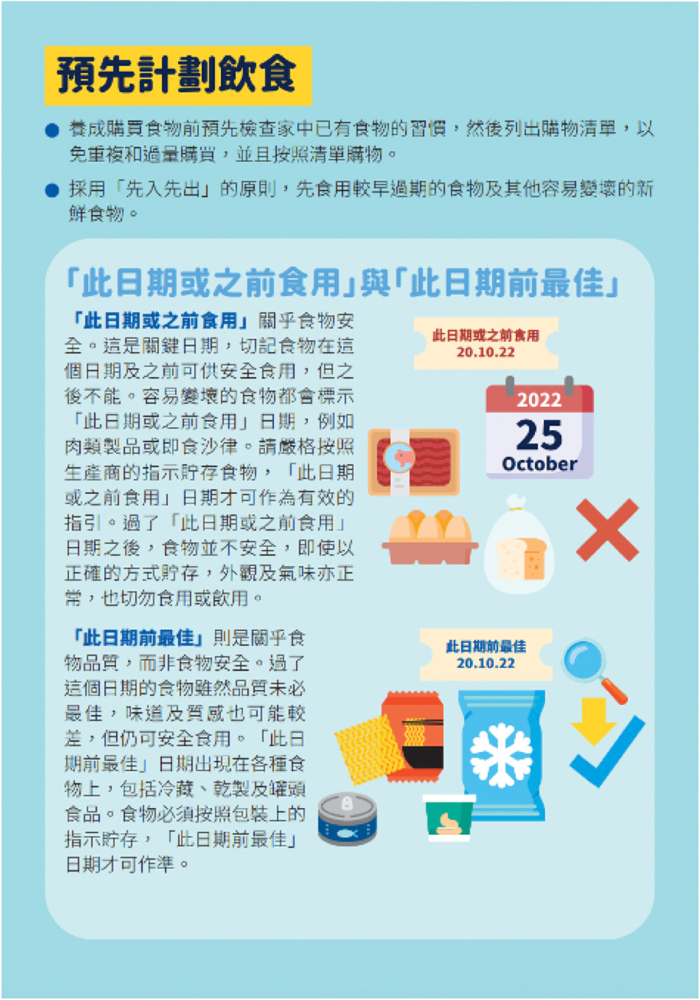 預先計劃飲食
● 養成購買食物前預先檢查家中已有食物的習慣，然後列出購物清單，以
免重複和過量購買，並且按照清單購物。
● 採用「先入先出」的原則，先食用較早過期的食物及其他容易變壞的新
鮮食物。
「此日期或之前食用」與「此日期前最佳」
「此日期或之前食用」關乎食物安
全。這是關鍵日期，切記食物在這
個日期及之前可供安全食用，但之
後不能。容易變壞的食物都會標示
「此日期或之前食用」日期，例如
肉類製品或即食沙律。請嚴格按照
生產商的指示貯存食物，「此日期
或之前食用」日期才可作為有效的
指引。過了「此日期或之前食用」
日期之後，食物並不安全，即使以
正確的方式貯存，外觀及氣味亦正
常，也切勿食用或飲用。
此日期或之前食用
20.10.22
2022
25
October
「此日期前最佳」則是關乎食
物品質，而非食物安全。過了
這個日期的食物雖然品質未必
最佳，味道及質感也可能較
差，但仍可安全食用。「此日
期前最佳」日期出現在各種食
物上，包括冷藏、乾製及罐頭
食品。食物必須按照包裝上的
指示貯存，「此日期前最佳」
日期才可作準。
此日期前最佳
20.10.22